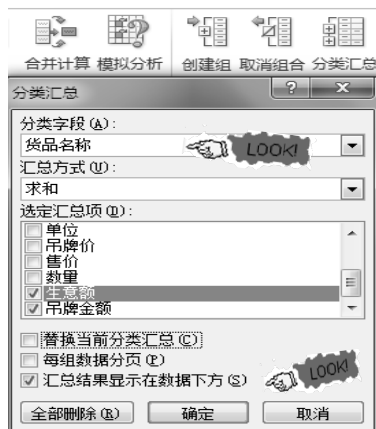 合并计算 模拟分析 创建组 取消组合 分类汇总
分类汇总
分类字段(A):
货品名称
LOOK!
汇总方式(U):
求和
选定汇总项(D):
单位
吊牌价
售价
数量
生意额
吊牌金额
替换当前分类汇总(C)
每组数据分页(P)
汇总结果显示在数据下方(S)
LOOK!
全部删除(R) 确定 取消